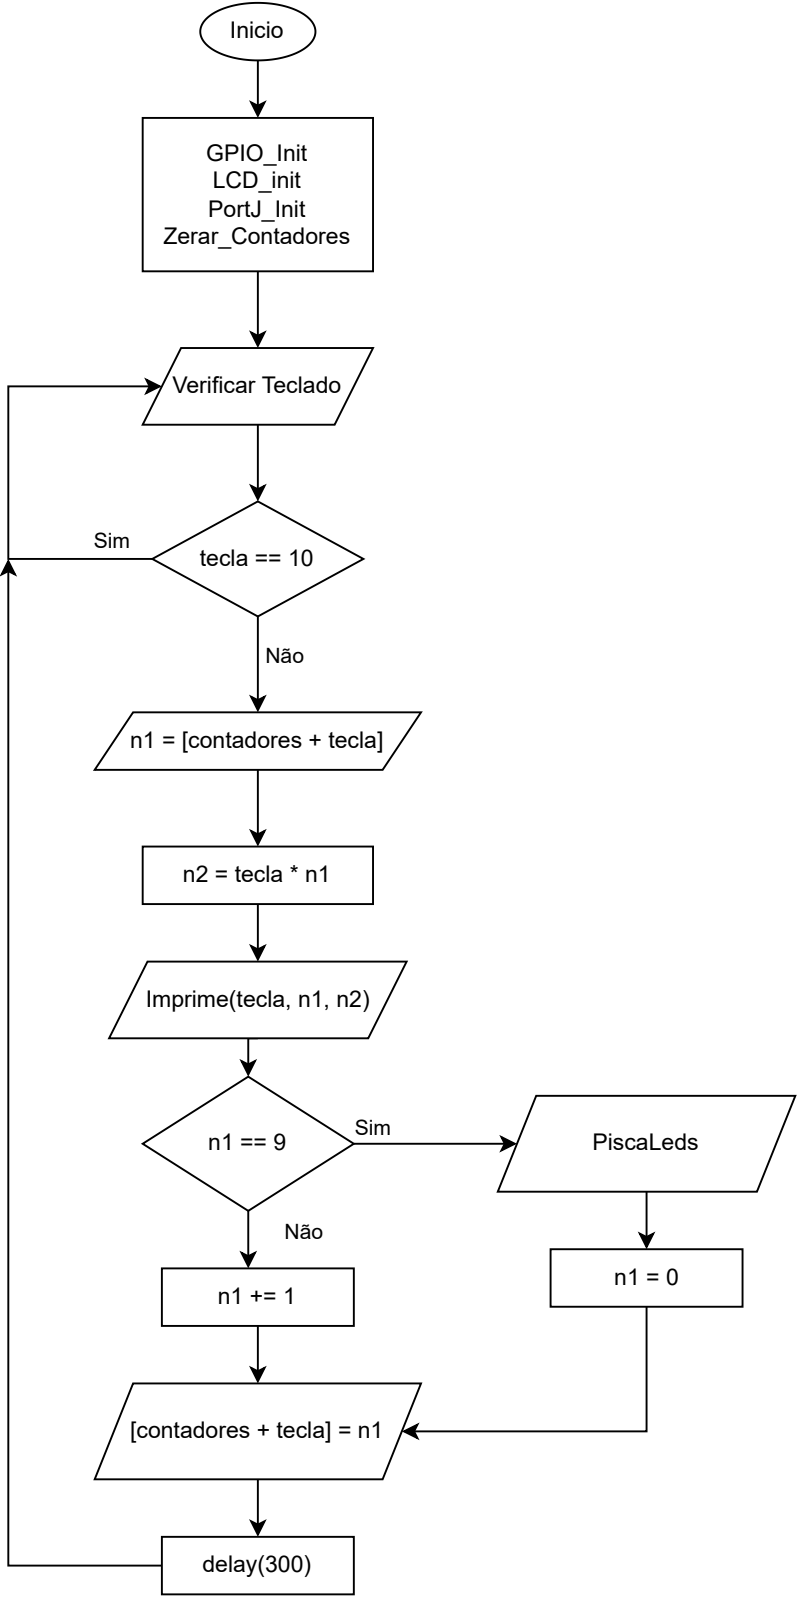 Inicio
GPIO_Init
LCD_init
PortJ_Init
Zerar_Contadores
Verificar Teclado
Sim
tecla == 10
Não
n1 = [contadores + tecla]
n2 = tecla * n1
Imprime(tecla, n1, n2)
n1 == 9
Sim
PiscaLeds
Não
n1 = 0
n1 += 1
[contadores + tecla] = n1
delay(300)